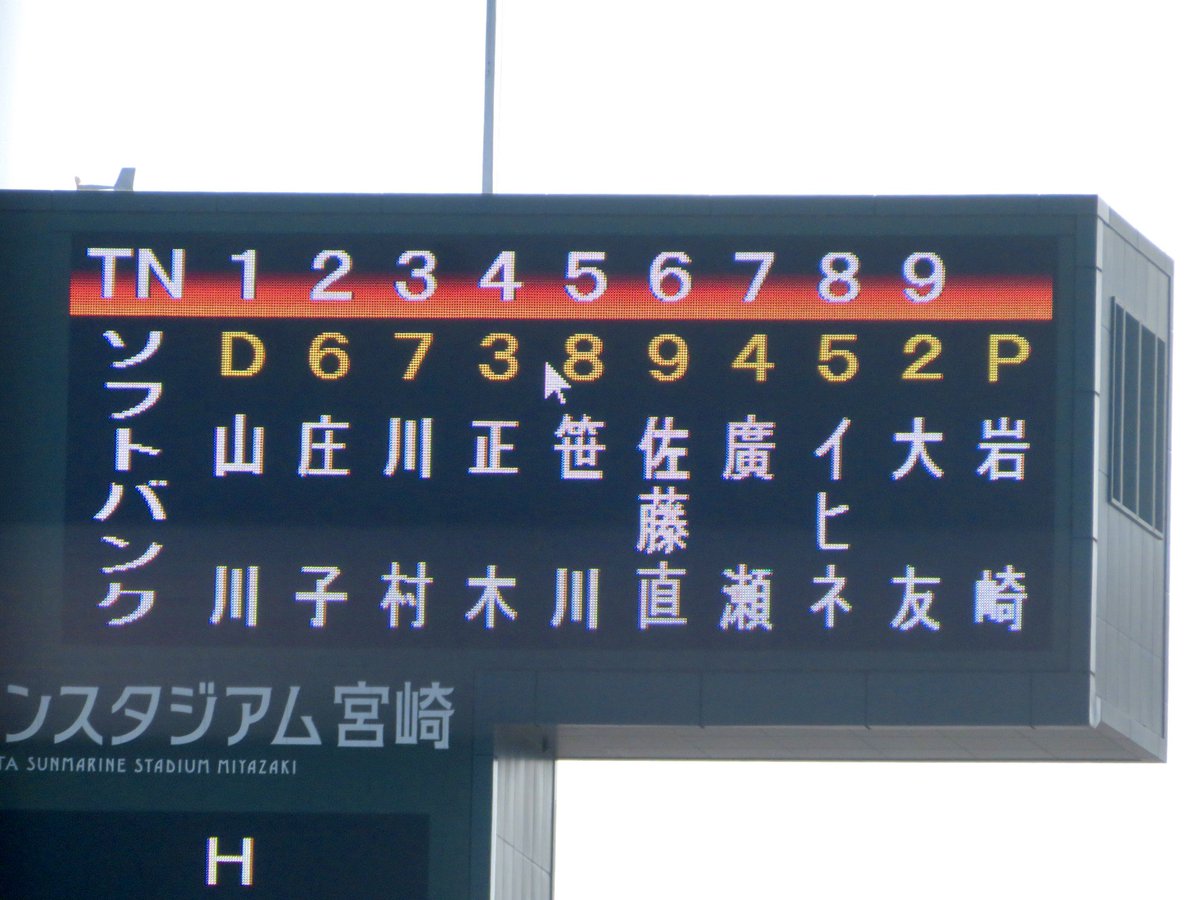 TN 1 2 3 4 5 6 7 8 9
ソフトバンク
D 6 7 3 8 9 4 5 2 P
山川
庄子
川村
正木
笹川
佐藤直
廣瀬
イヒネ
大友
岩崎
ンスタジアム宮崎
TA SUNMARINE STADIUM MIYAZAKI
H